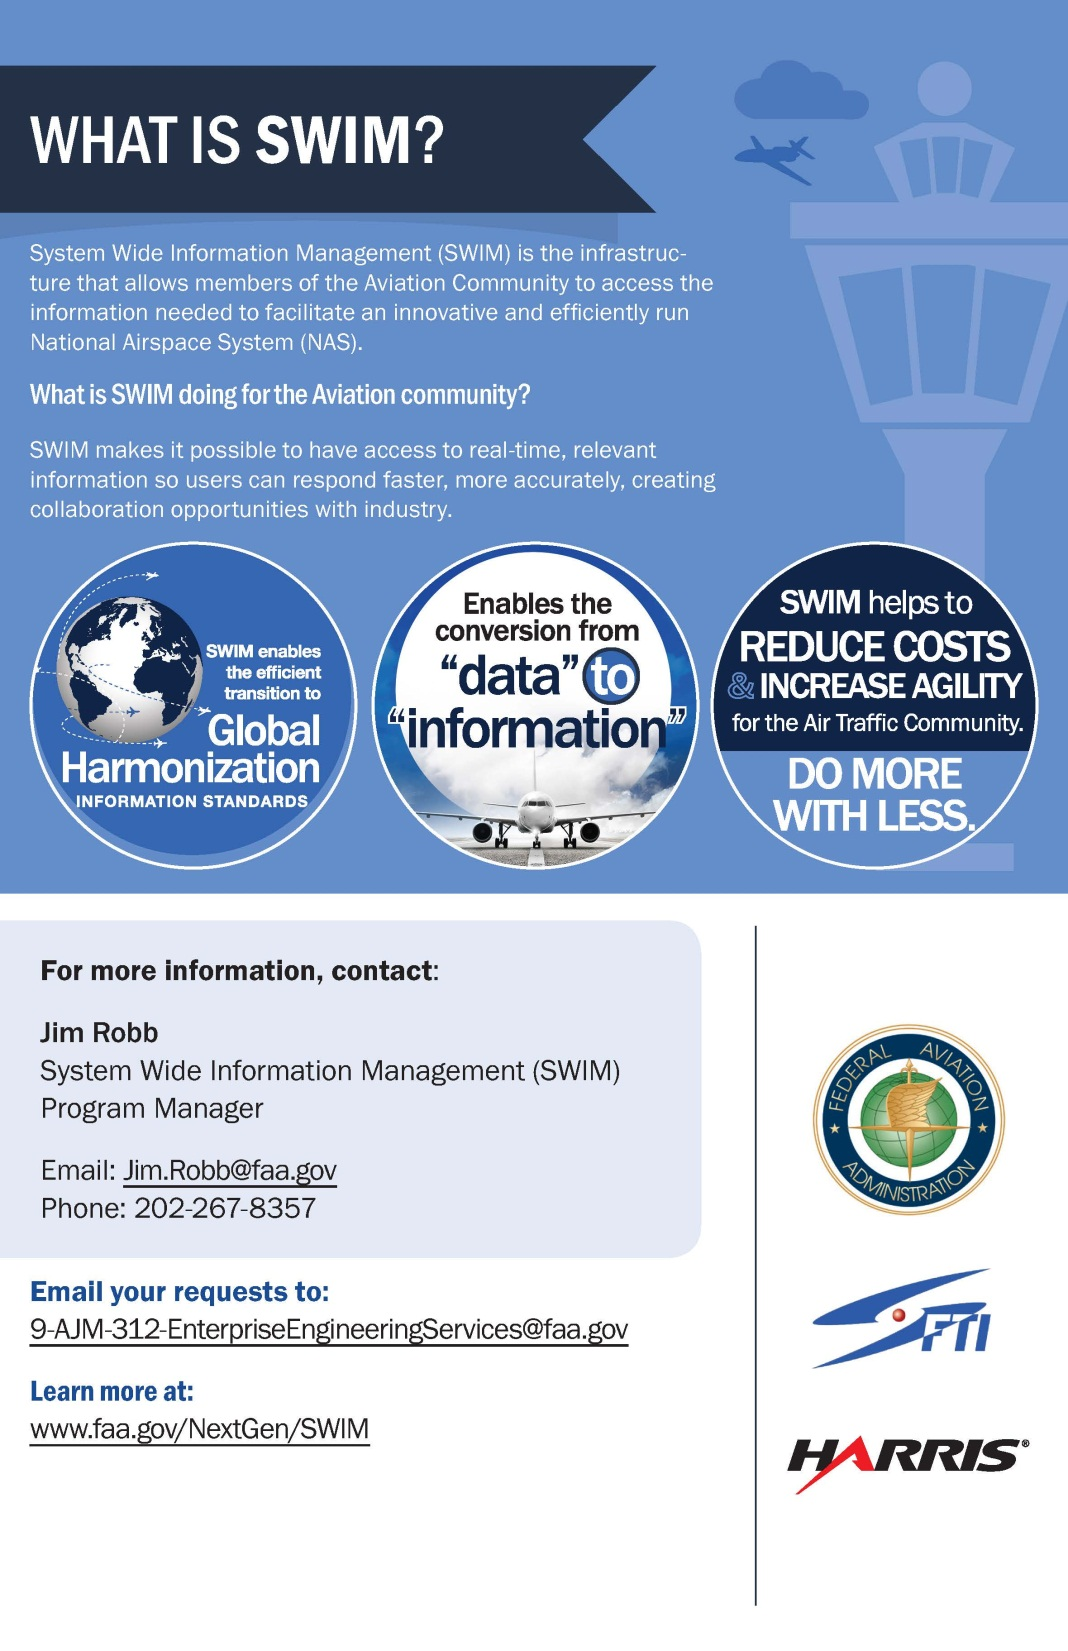 WHAT IS SWIM?
System Wide Information Management (SWIM) is the infrastruc-
ture that allows members of the Aviation Community to access the
information needed to facilitate an innovative and efficiently run
National Airspace System (NAS).
What is SWIM doing for the Aviation community?
SWIM makes it possible to have access to real-time, relevant
information so users can respond faster, more accurately, creating
collaboration opportunities with industry.
SWIM enables
the efficient
transition to
Global
Harmonization
INFORMATION STANDARDS
Enables the
conversion from
“data” to
“information”
SWIM helps to
REDUCE COSTS
& INCREASE AGILITY
for the Air Traffic Community.
DO MORE
WITH LESS.
For more information, contact:
Jim Robb
System Wide Information Management (SWIM)
Program Manager
Email: Jim.Robb@faa.gov
Phone: 202-267-8357
Email your requests to:
9-AJM-312-EnterpriseEngineeringServices@faa.gov
Learn more at:
www.faa.gov/NextGen/SWIM
FEDERAL AVIATION
ADMINISTRATION
FTI
HARRIS®